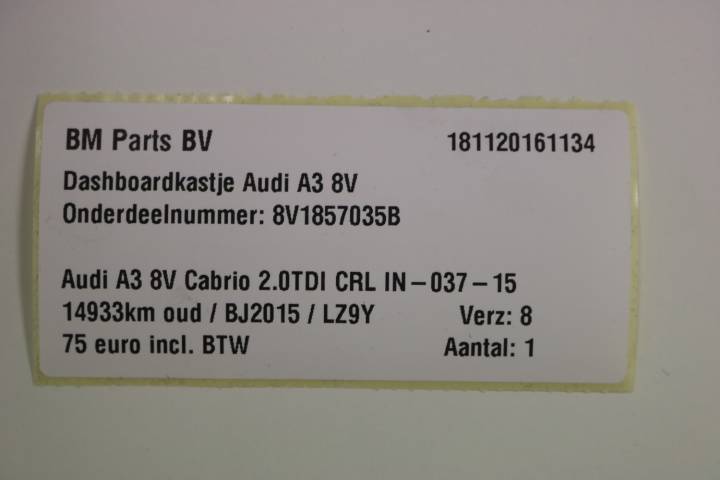 BM Parts BV 181120161134
Dashboardkastje Audi A3 8V
Onderdeelnummer: 8V1857035B
Audi A3 8V Cabrio 2.0TDI CRL IN-037-15
14933km oud / BJ2015 / LZ9Y Verz: 8
75 euro incl. BTW Aantal: 1